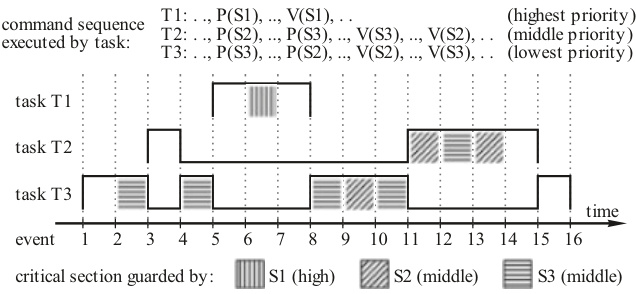 command sequence executed by task:
T1: . ., P(S1), .., V(S1), . . (highest priority)
T2: . ., P(S2), .., P(S3), .., V(S3), .., V(S2), . . (middle priority)
T3: . ., P(S3), .., P(S2), .., V(S2), .., V(S3), . . (lowest priority)
task T1
task T2
task T3
time
event 1 2 3 4 5 6 7 8 9 10 11 12 13 14 15 16
critical section guarded by: S1 (high) S2 (middle) S3 (middle)